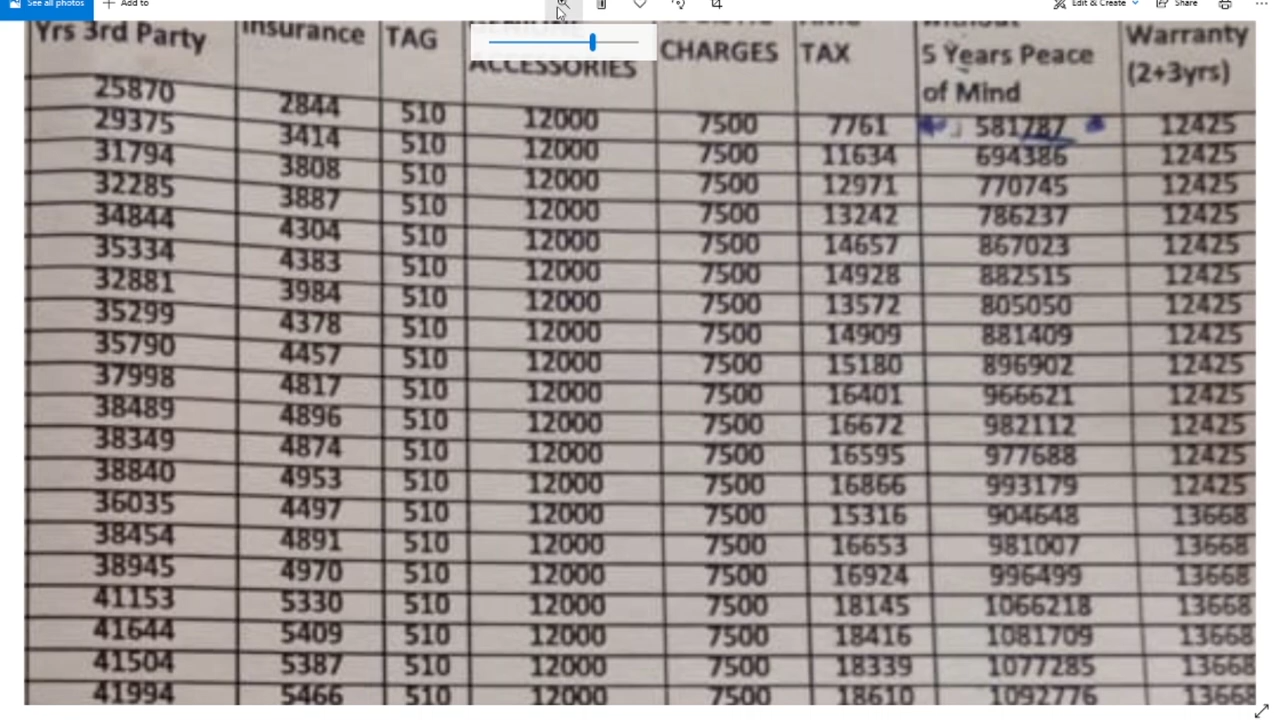 See all photos Add to Edit & Create Share
Yrs 3rd Party Insurance TAG ACCESSORIES CHARGES TAX 5 Years Peace of Mind Warranty (2+3yrs)
25870 2844 510 12000 7500 7761 581787 12425
29375 3414 510 12000 7500 11634 694386 12425
31794 3808 510 12000 7500 12971 770745 12425
32285 3887 510 12000 7500 13242 786237 12425
34844 4304 510 12000 7500 14657 867023 12425
35334 4383 510 12000 7500 14928 882515 12425
32881 3984 510 12000 7500 13572 805050 12425
35299 4378 510 12000 7500 14909 881409 12425
35790 4457 510 12000 7500 15180 896902 12425
37998 4817 510 12000 7500 16401 966621 12425
38489 4896 510 12000 7500 16672 982112 12425
38349 4874 510 12000 7500 16595 977688 12425
38840 4953 510 12000 7500 16866 993179 12425
36035 4497 510 12000 7500 15316 904648 13668
38454 4891 510 12000 7500 16653 981007 13668
38945 4970 510 12000 7500 16924 996499 13668
41153 5330 510 12000 7500 18145 1066218 13668
41644 5409 510 12000 7500 18416 1081709 13668
41504 5387 510 12000 7500 18339 1077285 13668
41994 5466 510 12000 7500 18610 1092776 13668